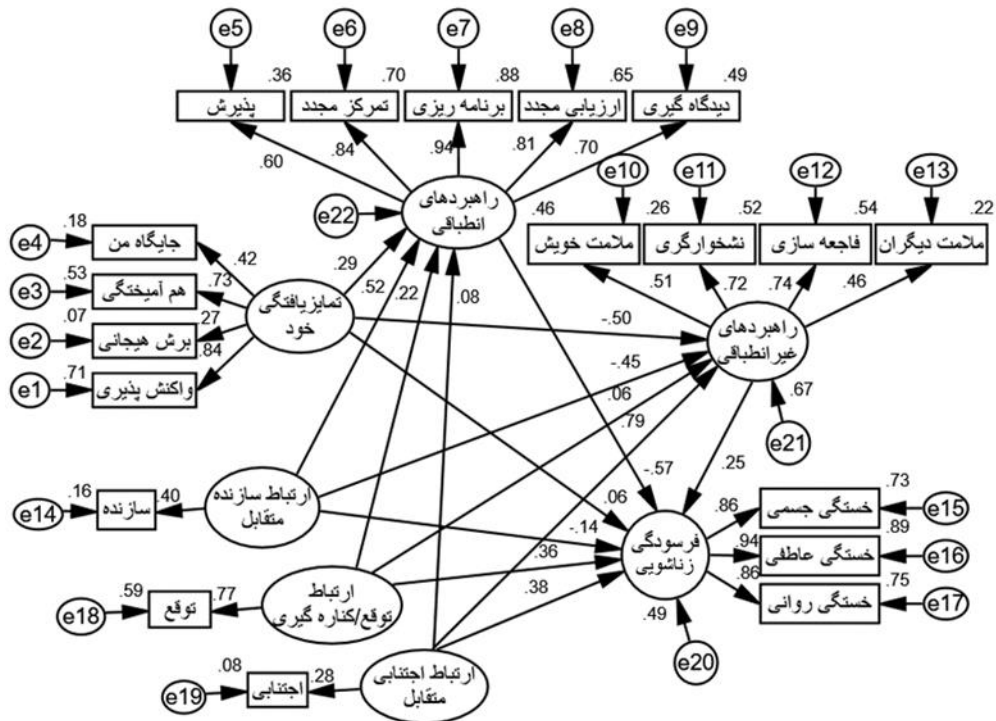 e5 e6 e7 e8 e9
.36 .70 .88 .65 .49
پذیرش تمرکز مجدد برنامه ریزی ارزیابی مجدد دیدگاه گیری
.60 .84 .94 .81 .70
e10 e11 e12 e13
e22
راهبردهای
انطباقی
.46 .26 .52 .54 .22
ملامت خویش نشخوارگری فاجعه سازی ملامت دیگران
.51 .72 .74 .46
e4 .18 جایگاه من .42
e3 .53 هم آمیختگی .73
e2 .07 برش هیجانی .27
e1 .71 واکنش پذیری .84
تمایزیافتگی
خود
.29 .52 .22 .08
راهبردهای
غیرانطباقی
-.50
-.45
.06
.79
.67
e21
-.57 .25
e14 .16 سازنده .40
ارتباط سازنده
متقابل
.06
-.14
.36
.38
فرسودگی
زناشویی
.86 خستگی جسمی .73 e15
.94 خستگی عاطفی .89 e16
.86 خستگی روانی .75 e17
e18 .59 توقع .77
ارتباط
توقع/کناره گیری
.49
e20
e19 .08 اجتنابی .28
ارتباط اجتنابی
متقابل